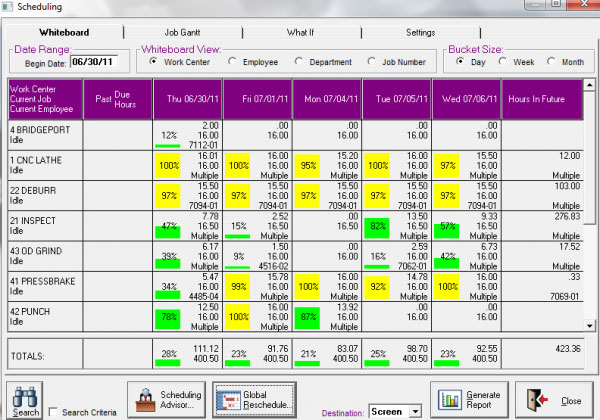 Scheduling
Whiteboard Job Gantt What If Settings
Date Range: Whiteboard View: Bucket Size:
Begin Date: 06/30/11 Work Center Employee Department Job Number Day Week Month
Work Center Current Job Current Employee Past Due Hours Thu 06/30/11 Fri 07/01/11 Mon 07/04/11 Tue 07/05/11 Wed 07/06/11 Hours In Future
4 BRIDGEPORT 2.00 .00 .00 .00 .00
Idle 12% 16.00 16.00 16.00 16.00 16.00
7112-01
1 CNC LATHE 16.01 16.00 15.20 16.00 15.50 12.00
Idle 100% 16.00 100% 16.00 95% 16.00 100% 16.00 97% 16.00
Multiple Multiple Multiple Multiple Multiple Multiple
22 DEBURR 15.50 15.50 15.50 15.50 15.50 103.00
Idle 97% 16.00 97% 16.00 97% 16.00 97% 16.00 97% 16.00
7094-01 7094-01 7094-01 7094-01 7094-01 Multiple
21 INSPECT 7.78 2.52 .00 13.50 9.33 276.83
Idle 47% 16.50 15% 16.50 16.50 82% 16.50 57% 16.50
Multiple Multiple Multiple Multiple Multiple
43 OD GRIND 6.17 1.50 .00 2.59 6.73 17.52
Idle 39% 16.00 9% 16.00 16.00 16% 16.00 42% 16.00
Multiple 4516-02 7062-01 Multiple Multiple
41 PRESSBRAKE 5.47 15.78 16.00 14.78 16.00 .33
Idle 34% 16.00 99% 16.00 100% 16.00 92% 16.00 100% 16.00
4485-04 Multiple Multiple Multiple Multiple 7069-01
42 PUNCH 12.50 16.00 13.92 .00 .00
Idle 78% 16.00 100% 16.00 87% 16.00 16.00 16.00
Multiple Multiple Multiple
TOTALS: 111.12 91.76 83.07 98.70 92.55 423.36
28% 400.50 23% 400.50 21% 400.50 25% 400.50 23% 400.50
Search Search Criteria Scheduling Advisor... Global Reschedule... Destination: Screen Generate Report Close